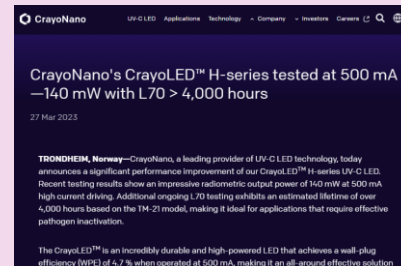 CrayoNano
UV-C LED Applications Technology Company Investors Careers
CrayoNano's CrayoLED™ H-series tested at 500 mA
—140 mW with L70 > 4,000 hours
27 Mar 2023
TRONDHEIM, Norway—CrayoNano, a leading provider of UV-C LED technology, today
announces a significant performance improvement of our CrayoLED™ H-series UV-C LED.
Recent testing results show an impressive radiometric output power of 140 mW at 500 mA
high current driving. Additional ongoing L70 testing exhibits an estimated lifetime of over
4,000 hours based on the TM-21 model, making it ideal for applications that require effective
pathogen inactivation.
The CrayoLED™ is an incredibly durable and high-powered LED that achieves a wall-plug
efficiency (WPE) of 4.7 % when operated at 500 mA, making it an all-around effective solution